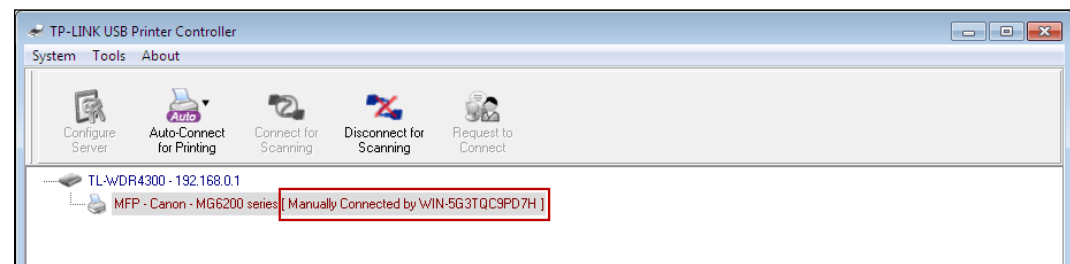 TP-LINK USB Printer Controller
System Tools About
Auto
Configure Server
Auto-Connect for Printing
Connect for Scanning
Disconnect for Scanning
Request to Connect
TL-WDR4300 - 192.168.0.1
MFP - Canon - MG6200 series [ Manually Connected by WIN-5G3TQC9PD7H ]